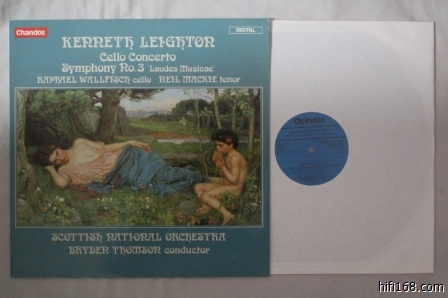 Chandos
DIGITAL
KENNETH LEIGHTON
Cello Concerto
Symphony No.3 'Laudes Musicae'
RAPHAEL WALLFISCH cello NEIL MACKIE tenor
SCOTTISH NATIONAL ORCHESTRA
BRYDEN THOMSON conductor
Chandos
hifi168.com